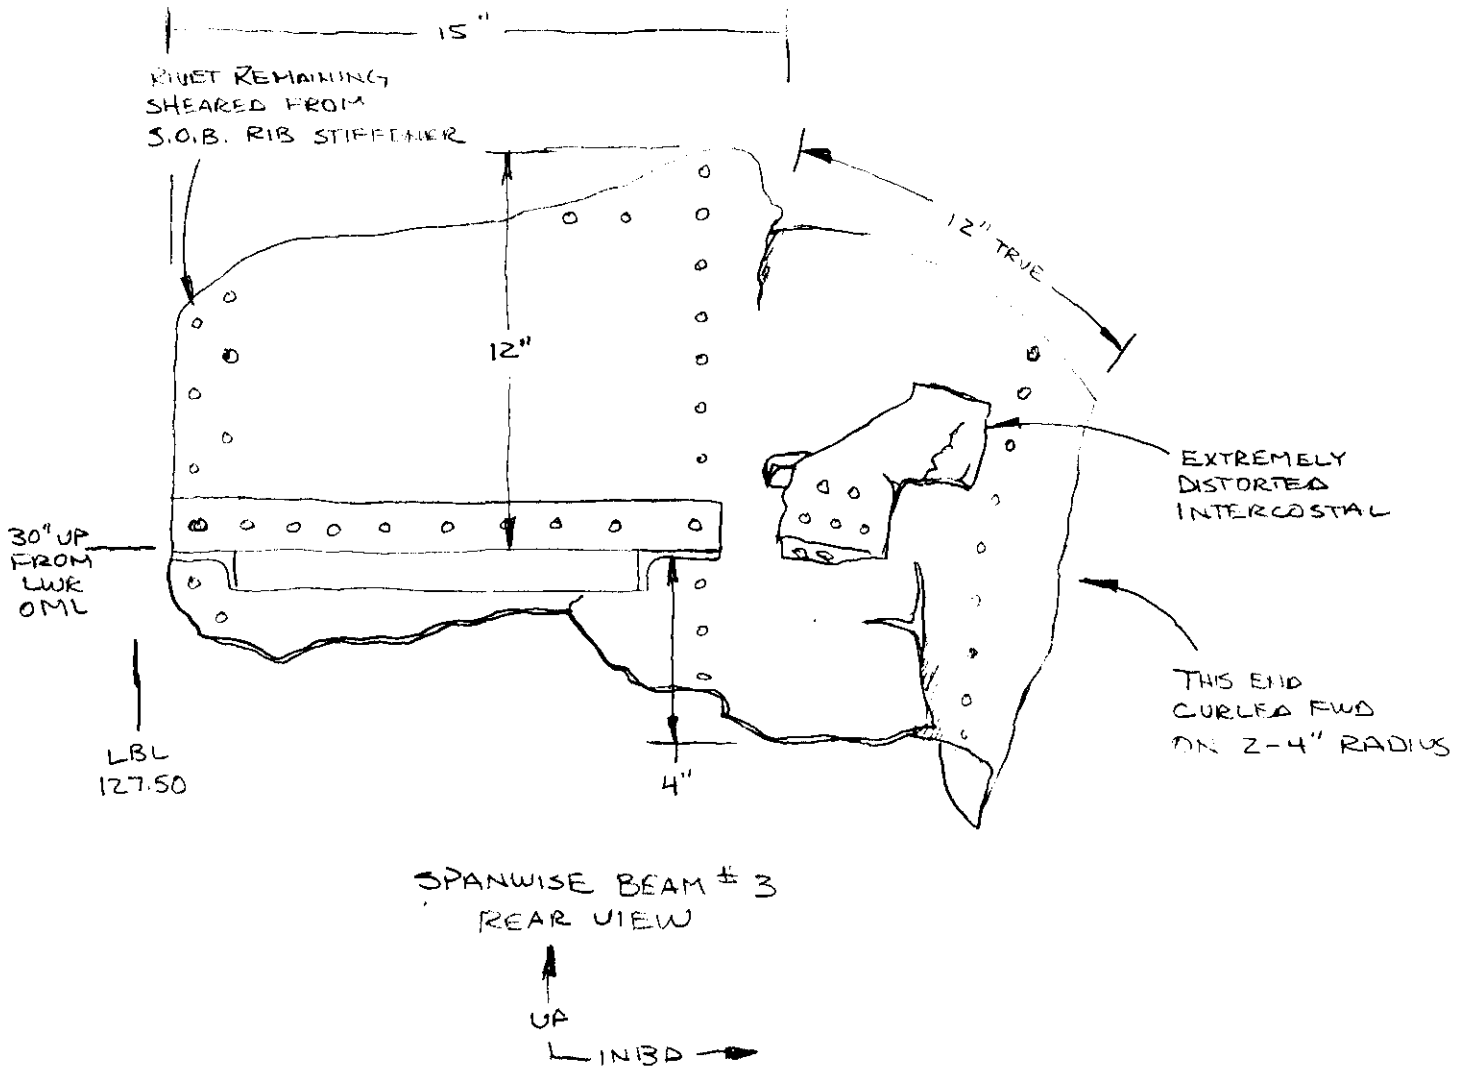 15"
RIVET REMAINING
SHEARED FROM
S.O.B. RIB STIFFENER
12" TRUE
12"
EXTREMELY
DISTORTED
INTERCOSTAL
30" UP
FROM
LWR
OML
THIS END
CURLED FWD
ON 2-4" RADIUS
LBL
127.50
4"
SPANWISE BEAM # 3
REAR VIEW
UP
INBD